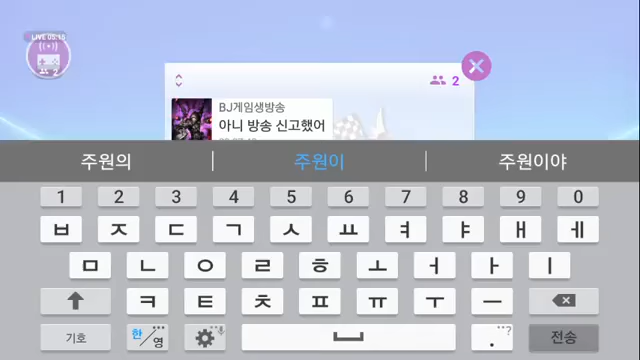 LIVE 05:15
2
2
BJ게임생방송
아니 방송 신고했어
주원의 주원이 주원이야
1 2 3 4 5 6 7 8 9 0
ㅂ ㅈ ㄷ ㄱ ㅅ ㅛ ㅕ ㅑ ㅐ ㅔ
ㅁ ㄴ ㅇ ㄹ ㅎ ㅗ ㅓ ㅏ ㅣ
ㅋ ㅌ ㅊ ㅍ ㅠ ㅜ ㅡ
기호 한/영 . ...? 전송